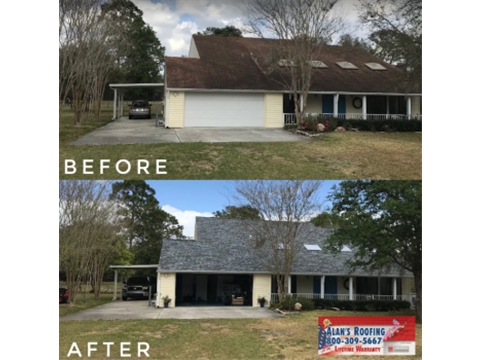 BEFORE
AFTER
ALAN'S ROOFING
800-309-5667
LIFETIME WARRANTY